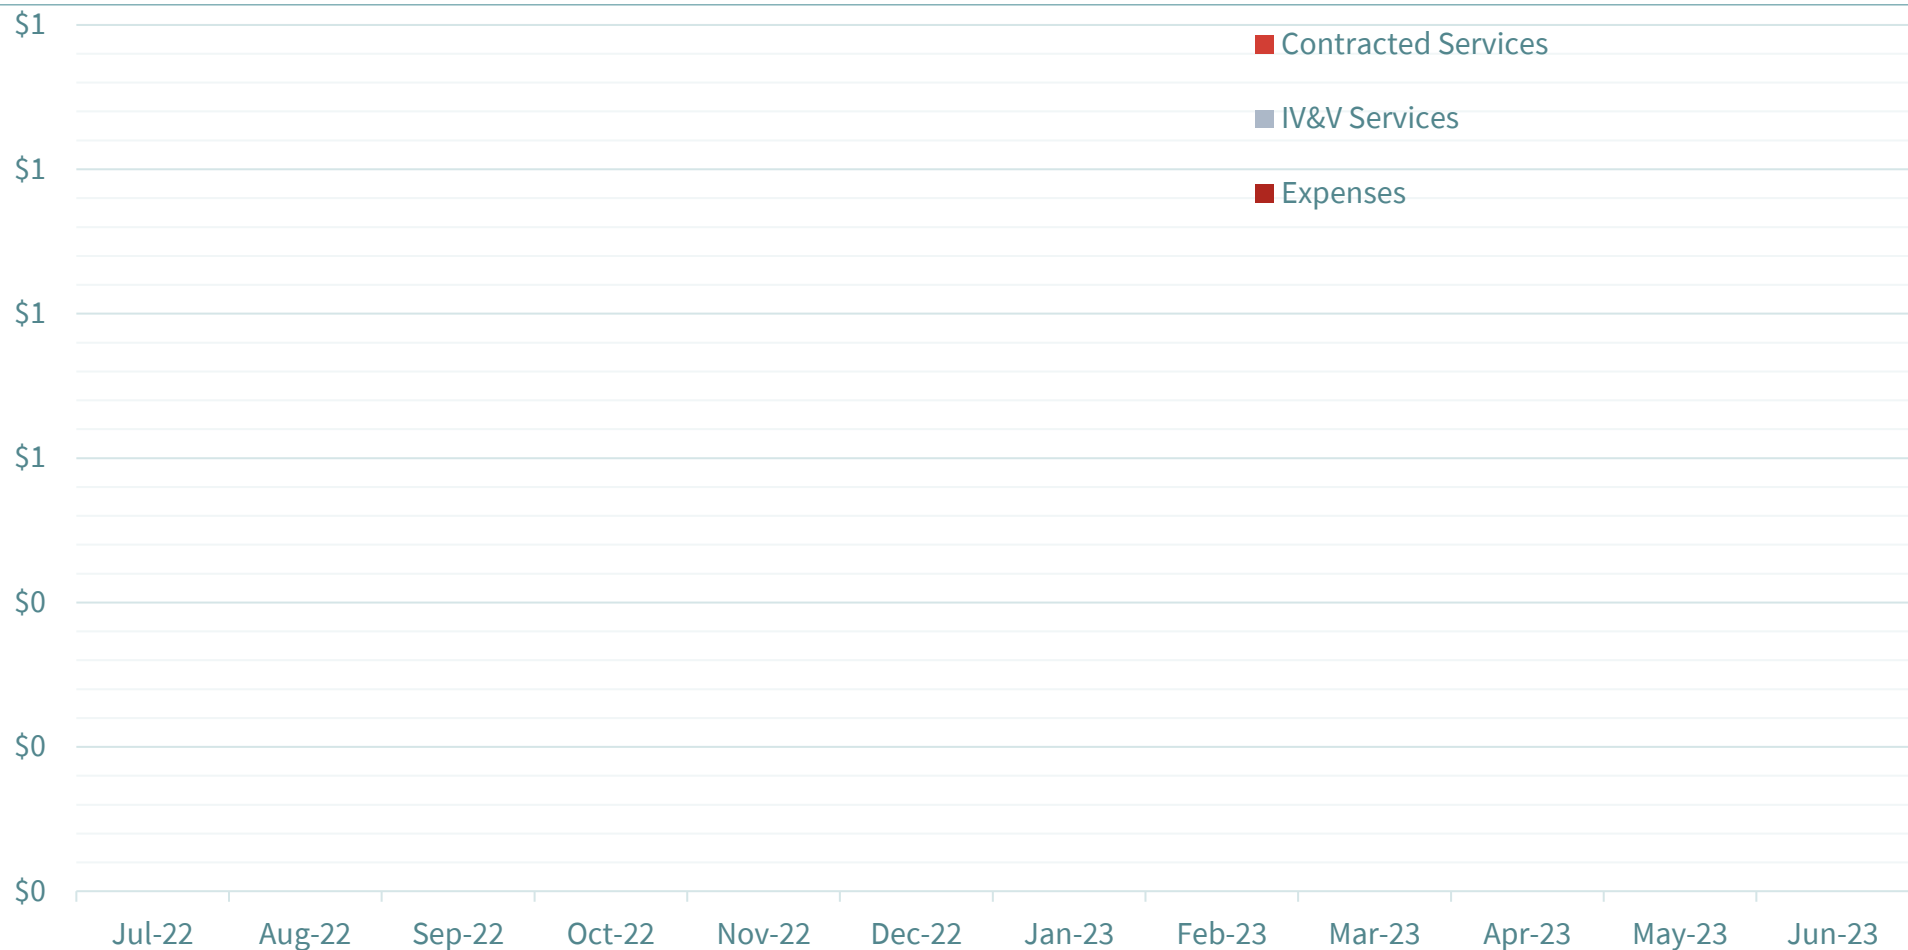 $1
Contracted Services
IV&V Services
$1
Expenses
$1
$1
$0
$0
$0
Jul-22 Aug-22 Sep-22 Oct-22 Nov-22 Dec-22 Jan-23 Feb-23 Mar-23 Apr-23 May-23 Jun-23